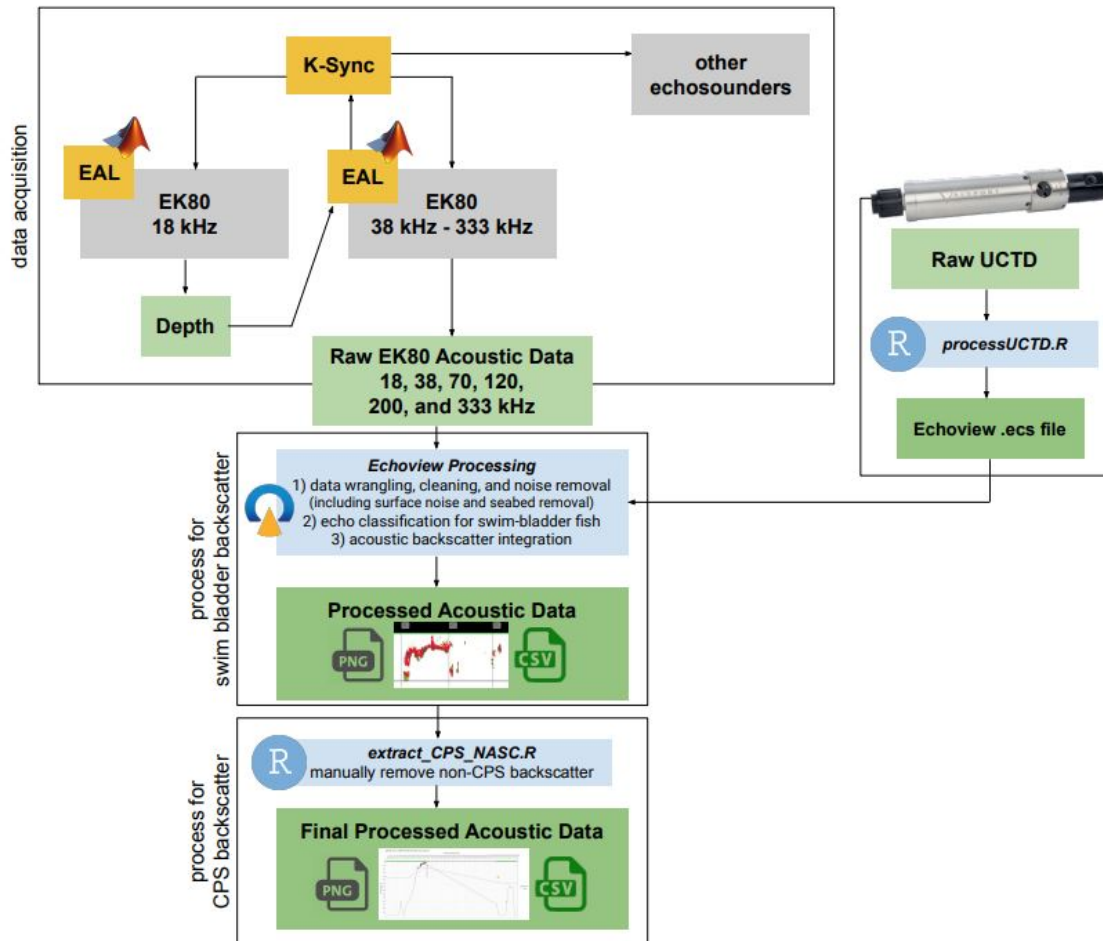 data acquisition
K-Sync
other
echosounders
EAL
EK80
18 kHz
EAL
EK80
38 kHz - 333 kHz
Depth
Raw EK80 Acoustic Data
18, 38, 70, 120,
200, and 333 kHz
Raw UCTD
R
processUCTD.R
Echoview .ecs file
process for
swim bladder backscatter
Echoview Processing
1) data wrangling, cleaning, and noise removal
(including surface noise and seabed removal)
2) echo classification for swim-bladder fish
3) acoustic backscatter integration
Processed Acoustic Data
PNG
CSV
process for
CPS backscatter
R
extract_CPS_NASC.R
manually remove non-CPS backscatter
Final Processed Acoustic Data
PNG
CSV